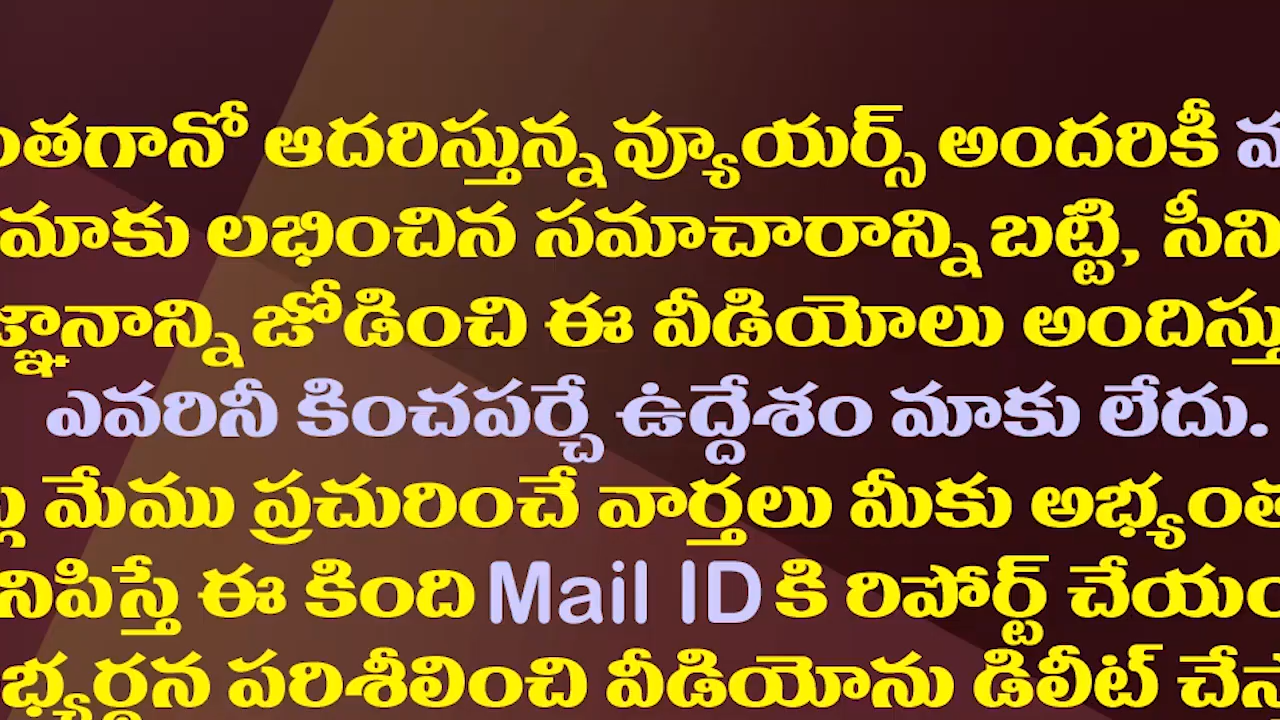 ంతగానో ఆదరిస్తున్న వ్యూయర్స్ అందరికీ
మాకు లభించిన సమాచారాన్ని బట్టి, సీని
జ్ఞానాన్ని జోడించి ఈ వీడియోలు అందిస్తు
ఎవరినీ కించపర్చే ఉద్దేశం మాకు లేదు.
మేము ప్రచురించే వార్తలు మీకు అభ్యంత
నిపిస్తే ఈ కింది Mail ID కి రిపోర్ట్ చేయం
భ్యర్థన పరిశీలించి వీడియోను డిలీట్ చేస